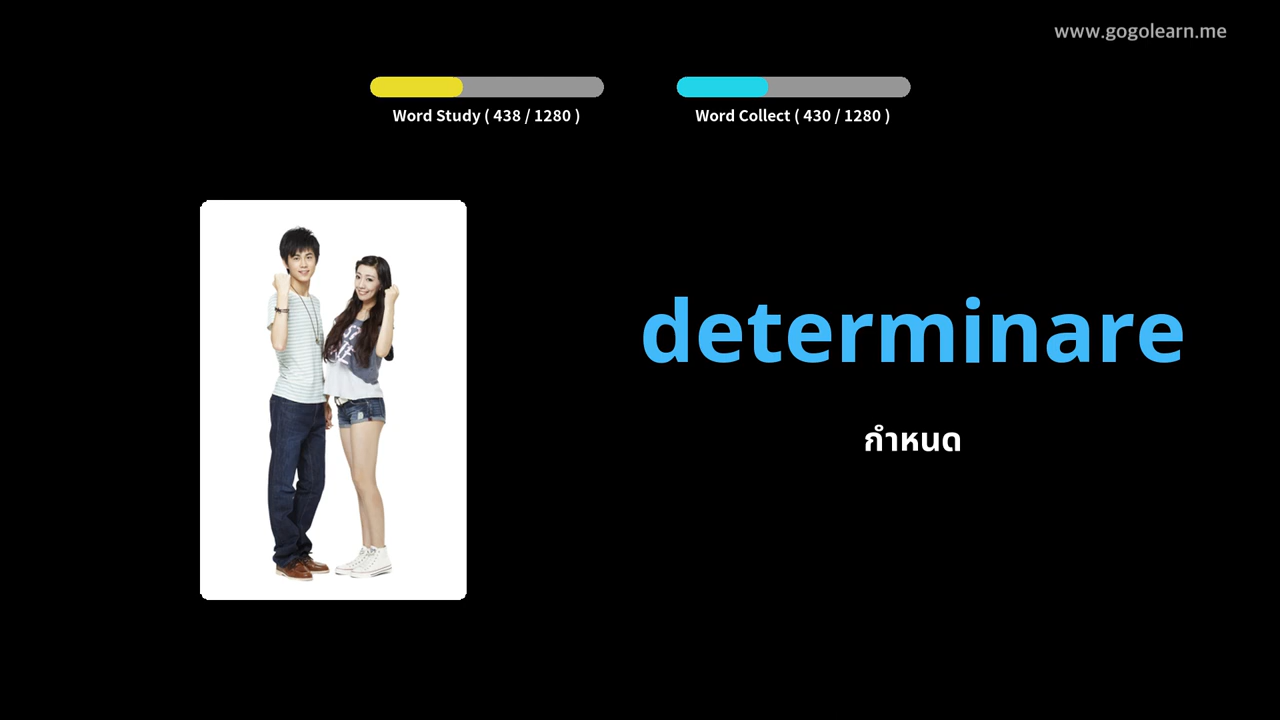 www.gogolearn.me
Word Study ( 438 / 1280 )
Word Collect ( 430 / 1280 )
determinare
กำหนด